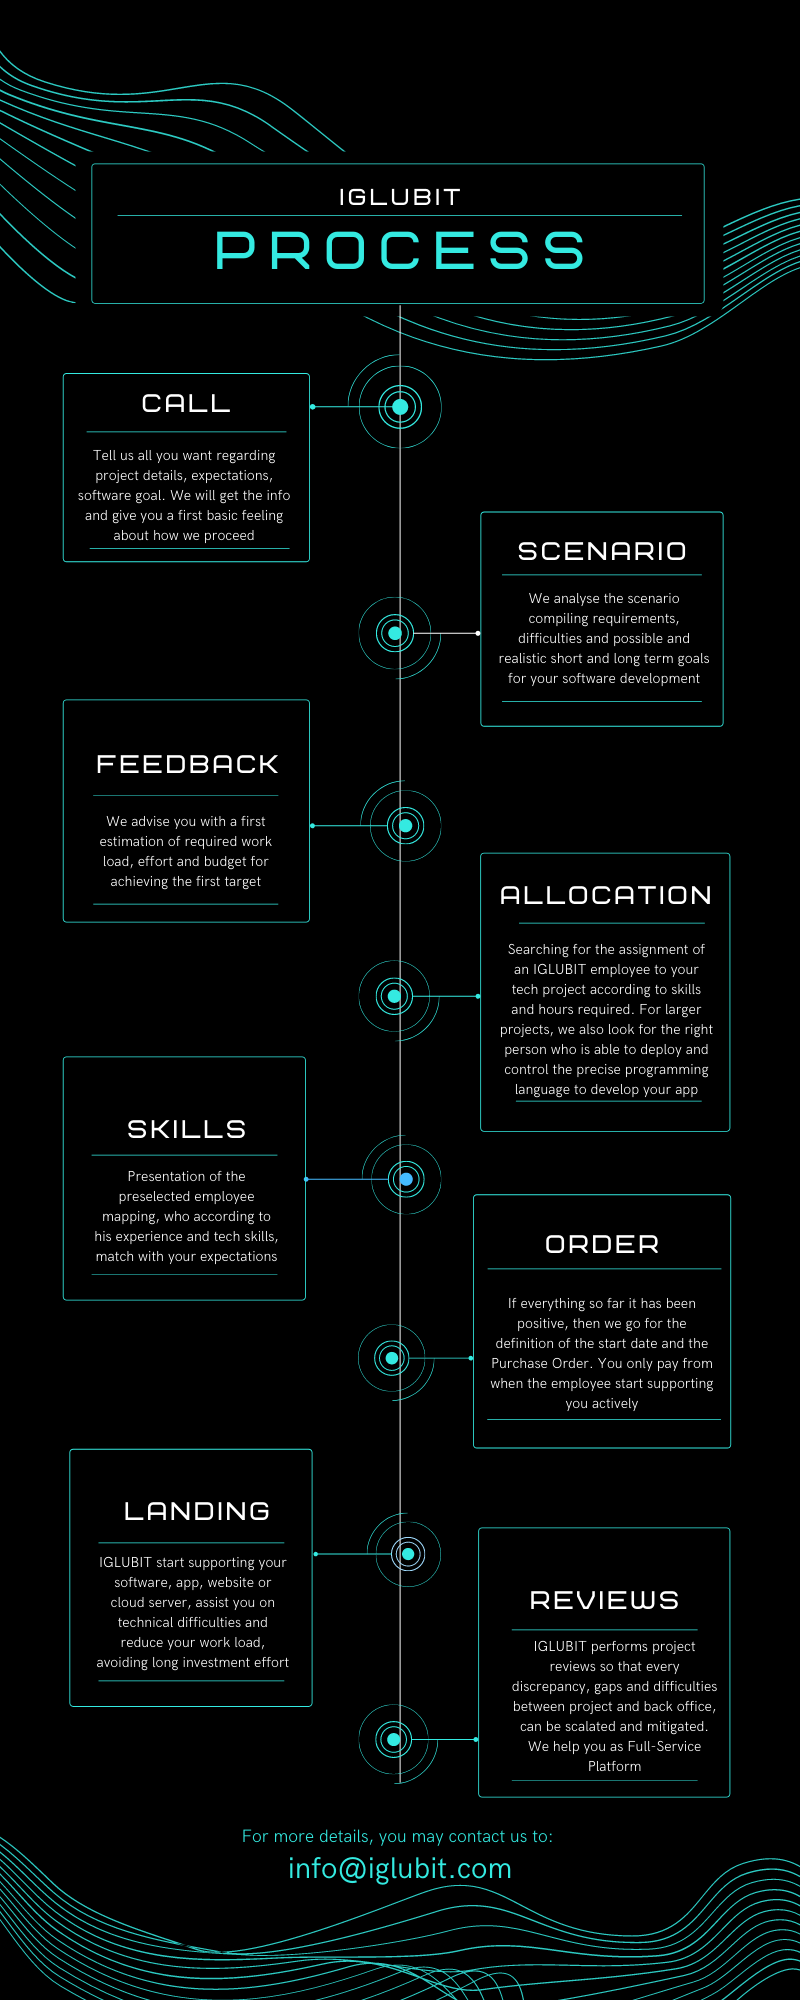 IGLUBIT
PROCESS
CALL
Tell us all you want regarding
project details, expectations,
software goal. We will get the info
and give you a first basic feeling
about how we proceed
SCENARIO
We analyse the scenario
compiling requirements,
difficulties and possible and
realistic short and long term goals
for your software development
FEEDBACK
We advise you with a first
estimation of required work
load, effort and budget for
achieving the first target
ALLOCATION
Searching for the assignment of
an IGLUBIT employee to your
tech project according to skills
and hours required. For larger
projects, we also look for the right
person who is able to deploy and
control the precise programming
language to develop your app
SKILLS
Presentation of the
preselected employee
mapping, who according to
his experience and tech skills,
match with your expectations
ORDER
If everything so far it has been
positive, then we go for the
definition of the start date and the
Purchase Order. You only pay from
when the employee start supporting
you actively
LANDING
IGLUBIT start supporting your
software, app, website or
cloud server, assist you on
technical difficulties and
reduce your work load,
avoiding long investment effort
REVIEWS
IGLUBIT performs project
reviews so that every
discrepancy, gaps and difficulties
between project and back office,
can be scalated and mitigated.
We help you as Full-Service
Platform
For more details, you may contact us to:
info@iglubit.com